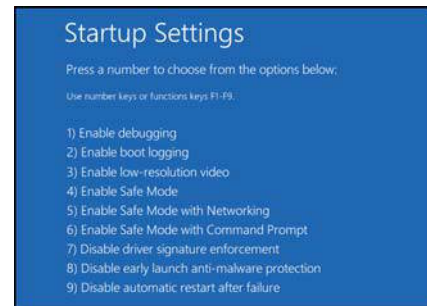 Startup Settings
Press a number to choose from the options below:
Use number keys or functions keys F1-F9.
1) Enable debugging
2) Enable boot logging
3) Enable low-resolution video
4) Enable Safe Mode
5) Enable Safe Mode with Networking
6) Enable Safe Mode with Command Prompt
7) Disable driver signature enforcement
8) Disable early launch anti-malware protection
9) Disable automatic restart after failure